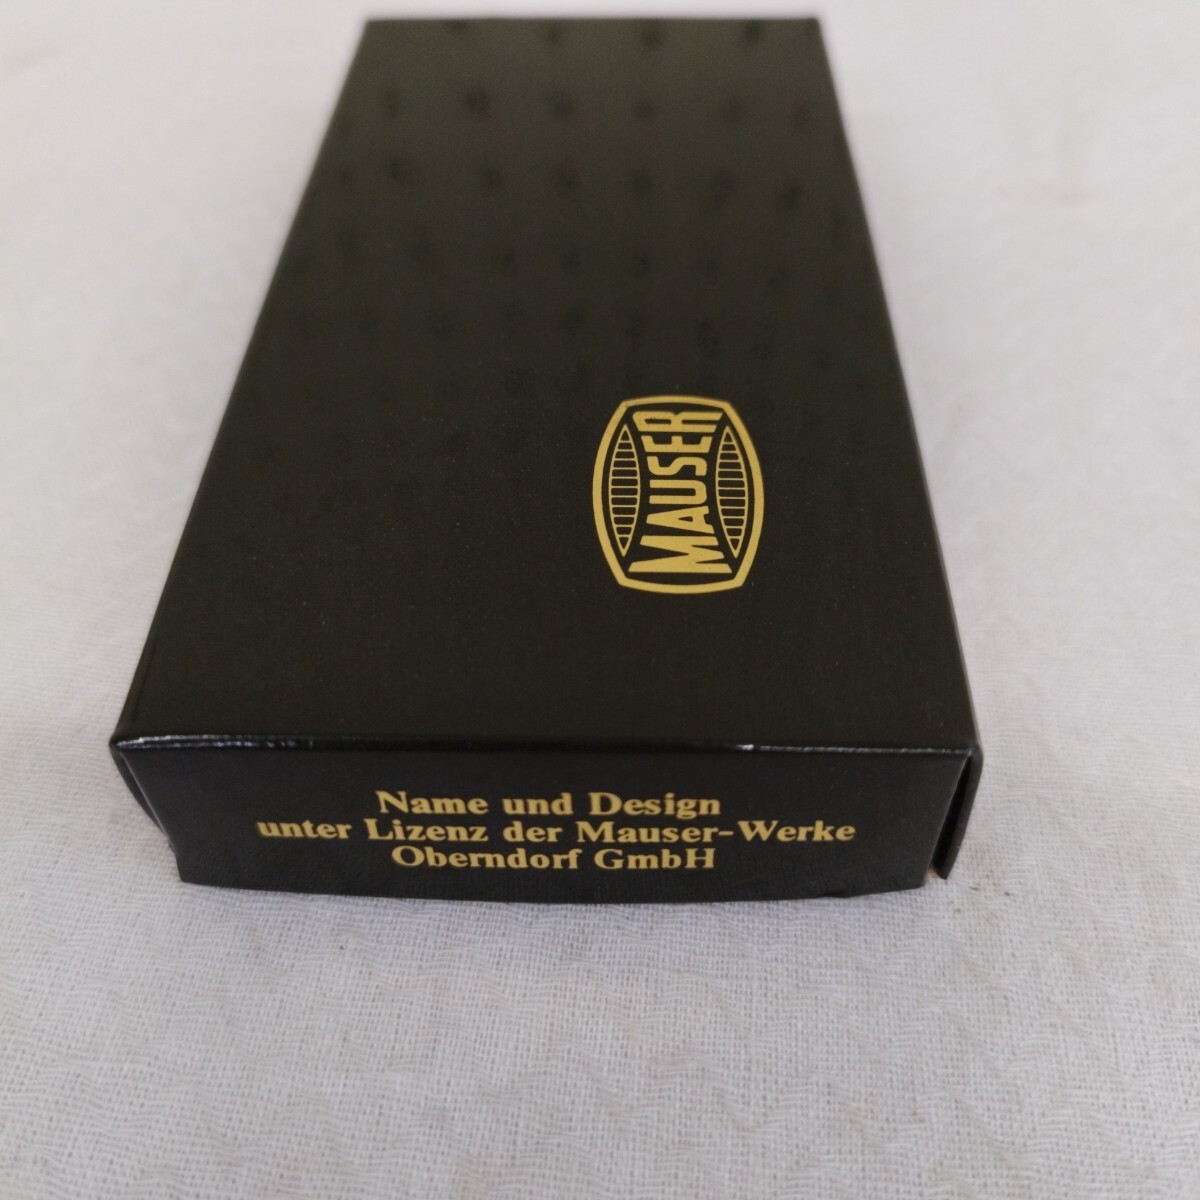 MAUSER
Name und Design
unter Lizenz der Mauser-Werke
Oberndorf GmbH